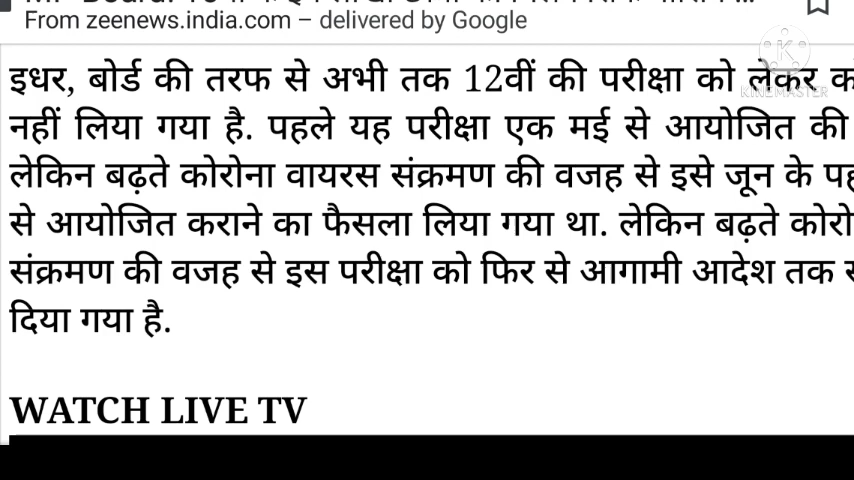 From zeenews.india.com – delivered by Google
KINEMASTER
इधर, बोर्ड की तरफ से अभी तक 12वीं की परीक्षा को लेकर
नहीं लिया गया है. पहले यह परीक्षा एक मई से आयोजित की
लेकिन बढ़ते कोरोना वायरस संक्रमण की वजह से इसे जून के
से आयोजित कराने का फैसला लिया गया था. लेकिन बढ़ते
संक्रमण की वजह से इस परीक्षा को फिर से आगामी आदेश तक
दिया गया है.
WATCH LIVE TV